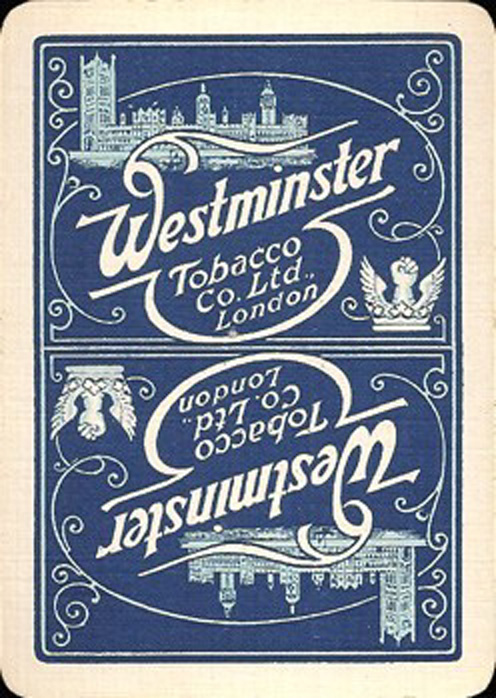 Westminster
Tobacco
Co. Ltd.,
London
Westminster
Tobacco
Co. Ltd.,
London